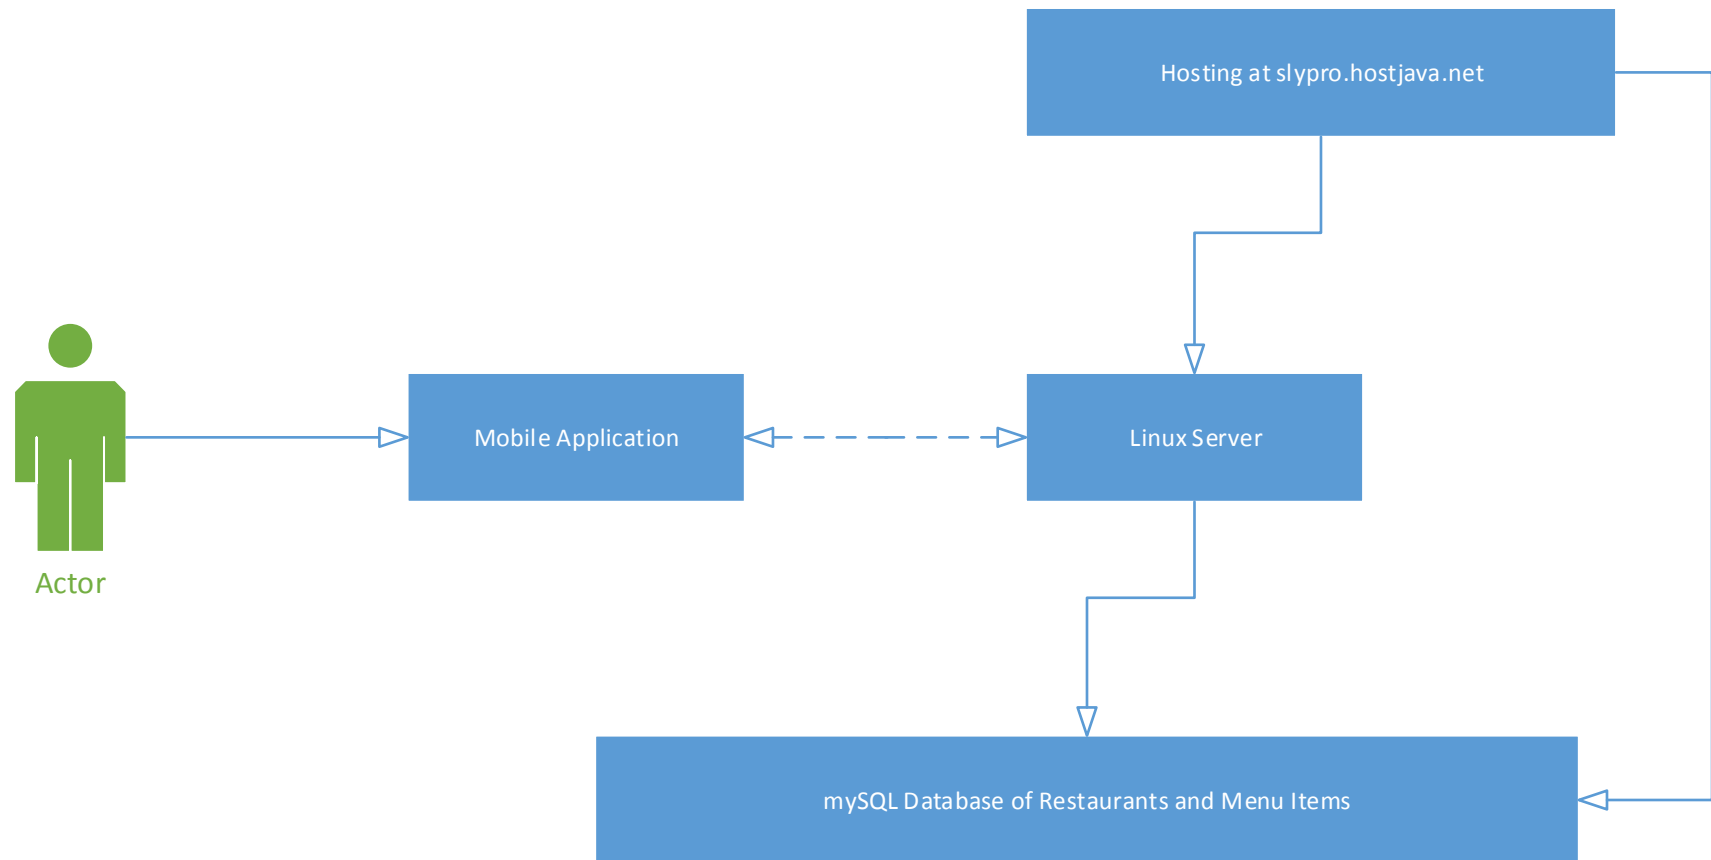 Hosting at slypro.hostjava.net
Mobile Application
Linux Server
Actor
mySQL Database of Restaurants and Menu Items